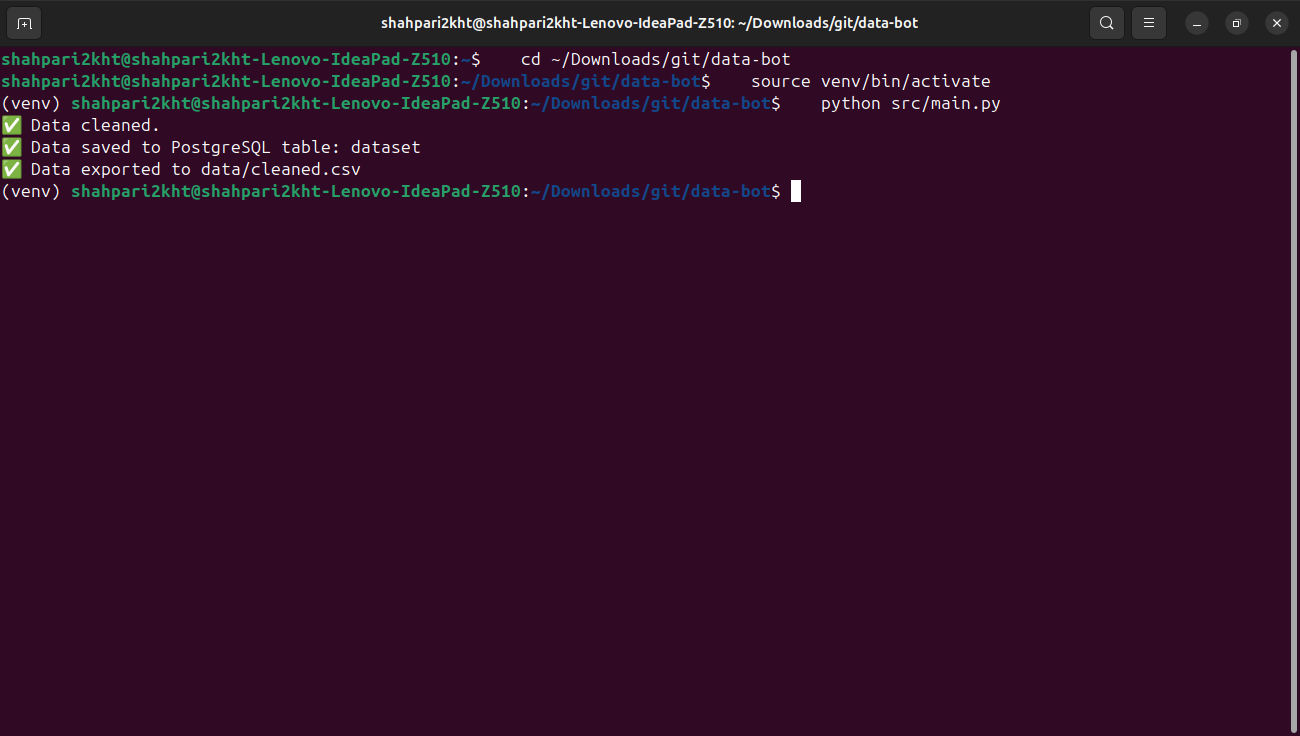 shahpari2kht@shahpari2kht-Lenovo-IdeaPad-Z510: ~/Downloads/git/data-bot
shahpari2kht@shahpari2kht-Lenovo-IdeaPad-Z510:~$    cd ~/Downloads/git/data-bot
shahpari2kht@shahpari2kht-Lenovo-IdeaPad-Z510:~/Downloads/git/data-bot$    source venv/bin/activate
(venv) shahpari2kht@shahpari2kht-Lenovo-IdeaPad-Z510:~/Downloads/git/data-bot$    python src/main.py
✅ Data cleaned.
✅ Data saved to PostgreSQL table: dataset
✅ Data exported to data/cleaned.csv
(venv) shahpari2kht@shahpari2kht-Lenovo-IdeaPad-Z510:~/Downloads/git/data-bot$